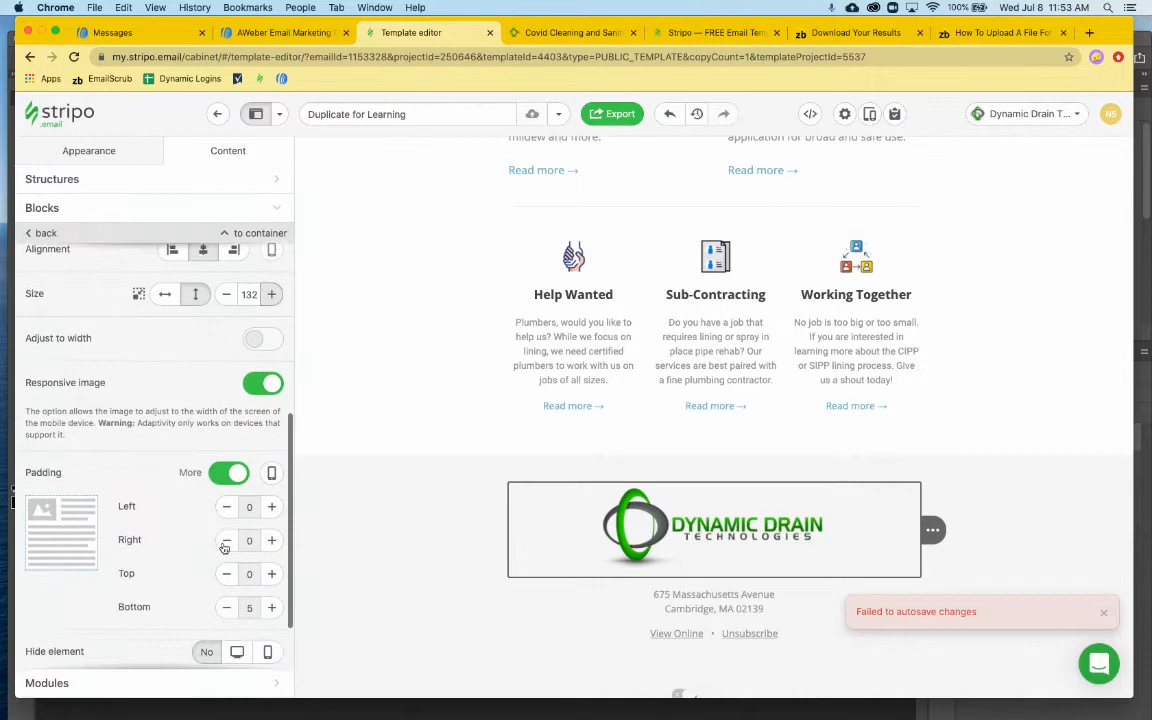 Chrome File Edit View History Bookmarks People Tab Window Help 100% Wed Jul 8 11:53 AM
Messages × AWeber Email Marketing × Template editor × Covid Cleaning and Sani × Stripo — FREE Email Temp × zb Download Your Results × zb How To Upload A File Fo × +
my.stripo.email/cabinet/#/template-editor/?emailId=1153328&projectId=250646&templateId=4403&type=PUBLIC_TEMPLATE&copyCount=1&templateProjectId=5537
Apps zb EmailScrub Dynamic Logins
stripo .email Duplicate for Learning Export </> Dynamic Drain T... NS
Appearance Content
Structures
Blocks
< back to container
Alignment
Size − 132 +
Adjust to width
Responsive image
The option allows the image to adjust to the width of the screen of
the mobile device. Warning: Adaptivity only works on devices that
support it.
Padding More
Left − 0 +
Right − 0 +
Top − 0 +
Bottom − 5 +
Hide element No
Modules
mildew and more. application for broad and safe use.
Read more → Read more →
Help Wanted Sub-Contracting Working Together
Plumbers, would you like to
help us? While we focus on
lining, we need certified
plumbers to work with us on
jobs of all sizes.
Read more →
Do you have a job that
requires lining or spray in
place pipe rehab? Our
services are best paired with
a fine plumbing contractor.
Read more →
No job is too big or too small.
If you are interested in
learning more about the CIPP
or SIPP lining process. Give
us a shout today!
Read more →
DYNAMIC DRAIN
TECHNOLOGIES
675 Massachusetts Avenue
Cambridge, MA 02139
View Online • Unsubscribe
Failed to autosave changes ×